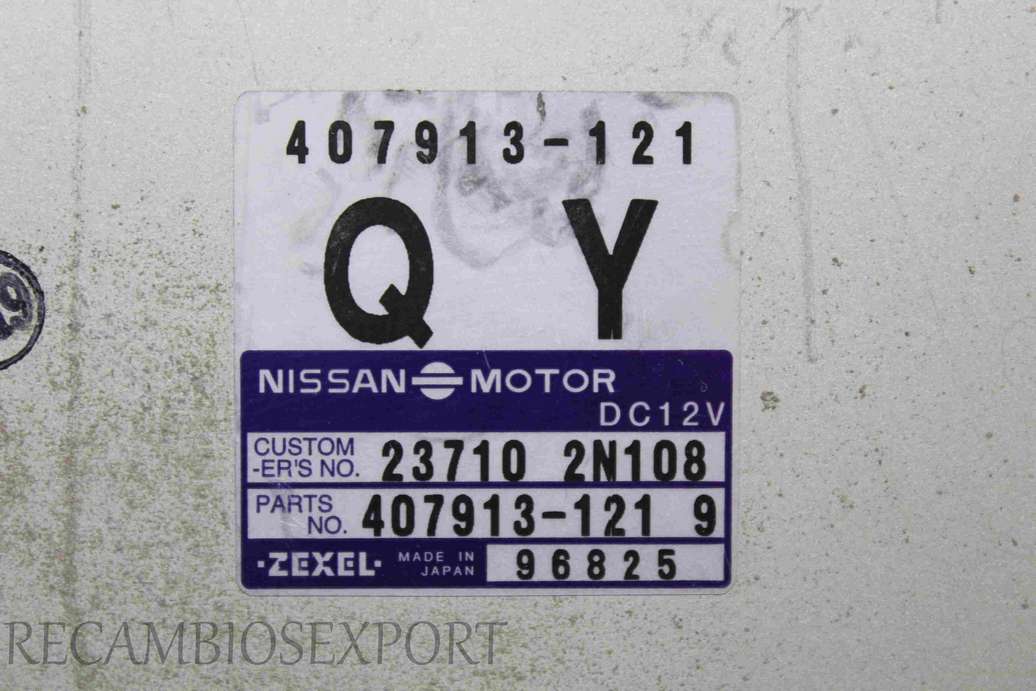 407913-121
Q Y
NISSAN MOTOR
DC12V
CUSTOM
-ER'S NO. 23710 2N108
PARTS
NO. 407913-121 9
·ZEXEL· MADE IN
JAPAN 96825
RECAMBIOSEXPORT